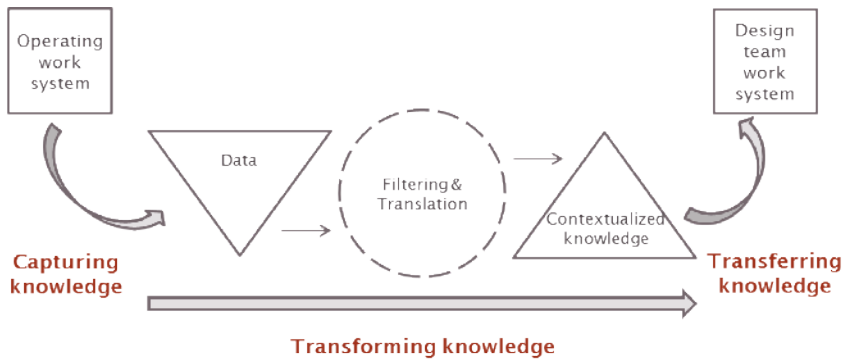 Operating
work
system
Design
team
work
system
Data
Filtering &
Translation
Contextualized
knowledge
Capturing
knowledge
Transferring
knowledge
Transforming knowledge